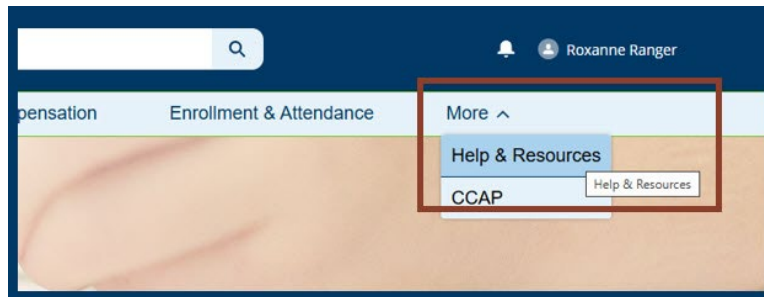 Roxanne Ranger
pensation
Enrollment & Attendance
More
Help & Resources
Help & Resources
CCAP